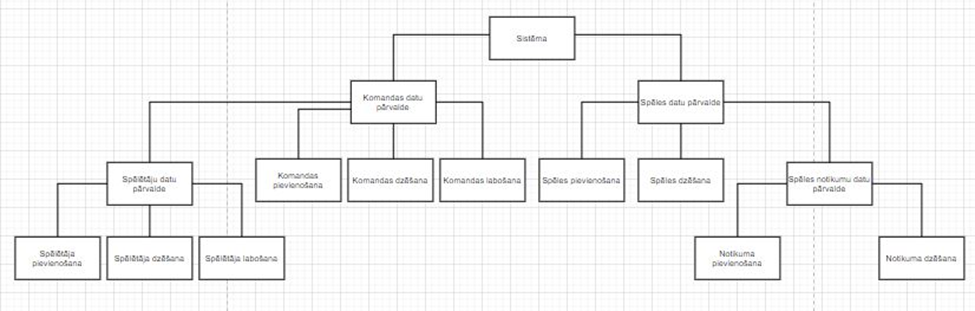 Sistēma
Komandas datu
pārvalde
Spēles datu pārvalde
Komandas
pievienošana
Komandas dzēšana
Komandas labošana
Spēles pievienošana
Spēles dzēšana
Spēlētāju datu
pārvalde
Spēles notikumu datu
pārvalde
Spēlētāja
pievienošana
Spēlētāja dzēšana
Spēlētāja labošana
Notikuma
pievienošana
Notikuma dzēšana